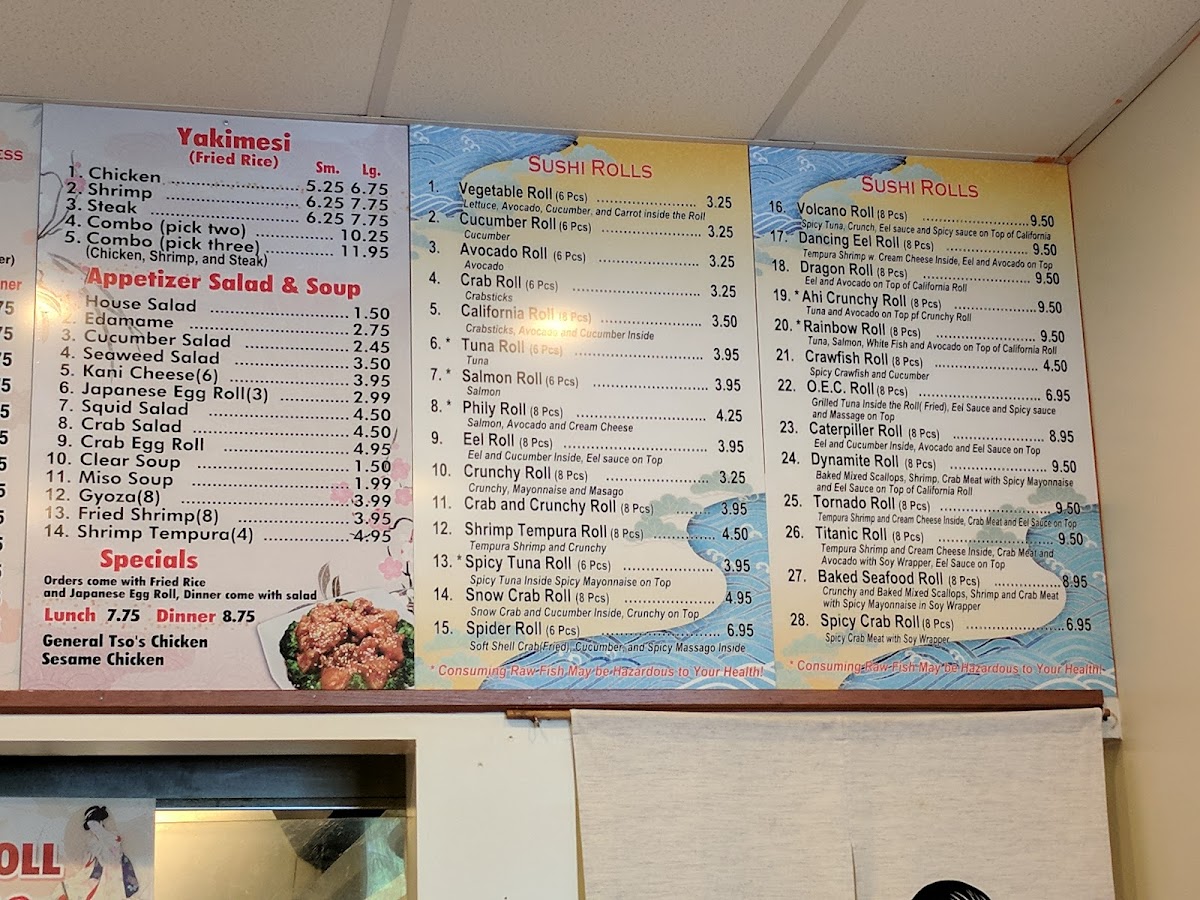 ESS
er)
nner
75
75
75
Yakimesi
(Fried Rice)
Sm. Lg.
1. Chicken 5.25 6.75
2. Shrimp 6.25 7.75
3. Steak 6.25 7.75
4. Combo (pick two) 10.25
5. Combo (pick three) 11.95
(Chicken, Shrimp, and Steak)
Appetizer Salad & Soup
1. House Salad 1.50
2. Edamame 2.75
3. Cucumber Salad 2.45
4. Seaweed Salad 3.50
5. Kani Cheese(6) 3.95
6. Japanese Egg Roll(3) 2.99
7. Squid Salad 4.50
8. Crab Salad 4.50
9. Crab Egg Roll 4.95
10. Clear Soup 1.50
11. Miso Soup 1.99
12. Gyoza(8) 3.99
13. Fried Shrimp(8) 3.95
14. Shrimp Tempura(4) 4.95
Specials
Orders come with Fried Rice
and Japanese Egg Roll, Dinner come with salad
Lunch 7.75 Dinner 8.75
General Tso's Chicken
Sesame Chicken
SUSHI ROLLS
1. Vegetable Roll (6 Pcs) 3.25
Lettuce, Avocado, Cucumber, and Carrot inside the Roll
2. Cucumber Roll (6 Pcs) 3.25
Cucumber
3. Avocado Roll (6 Pcs) 3.25
Avocado
4. Crab Roll (6 Pcs) 3.25
Crabsticks
5. California Roll (8 Pcs) 3.50
Crabsticks, Avocado and Cucumber Inside
6. * Tuna Roll (6 Pcs) 3.95
Tuna
7. * Salmon Roll (6 Pcs) 3.95
Salmon
8. * Phily Roll (8 Pcs) 4.25
Salmon, Avocado and Cream Cheese
9. Eel Roll (8 Pcs) 3.95
Eel and Cucumber Inside, Eel sauce on Top
10. Crunchy Roll (8 Pcs) 3.25
Crunchy, Mayonnaise and Masago
11. Crab and Crunchy Roll (8 Pcs) 3.95
12. Shrimp Tempura Roll (8 Pcs) 4.50
Tempura Shrimp and Crunchy
13. * Spicy Tuna Roll (6 Pcs) 3.95
Spicy Tuna Inside Spicy Mayonnaise on Top
14. Snow Crab Roll (8 Pcs) 4.95
Snow Crab and Cucumber Inside, Crunchy on Top
15. Spider Roll (6 Pcs) 6.95
Soft Shell Crab(Fried), Cucumber, and Spicy Massago Inside
* Consuming Raw Fish May be Hazardous to Your Health!
SUSHI ROLLS
16. Volcano Roll (8 Pcs) 9.50
Spicy Tuna, Crunch, Eel sauce and Spicy sauce on Top of California
17. Dancing Eel Roll (8 Pcs) 9.50
Tempura Shrimp w. Cream Cheese Inside, Eel and Avocado on Top
18. Dragon Roll (8 Pcs) 9.50
Eel and Avocado on Top of California Roll
19. * Ahi Crunchy Roll (8 Pcs) 9.50
Tuna and Avocado on Top pf Crunchy Roll
20. * Rainbow Roll (8 Pcs) 9.50
Tuna, Salmon, White Fish and Avocado on Top of California Roll
21. Crawfish Roll (8 Pcs) 4.50
Spicy Crawfish and Cucumber
22. O.E.C. Roll (8 Pcs) 6.95
Grilled Tuna Inside the Roll( Fried), Eel Sauce and Spicy sauce
and Massage on Top
23. Caterpiller Roll (8 Pcs) 8.95
Eel and Cucumber Inside, Avocado and Eel Sauce on Top
24. Dynamite Roll (8 Pcs) 9.50
Baked Mixed Scallops, Shrimp, Crab Meat with Spicy Mayonnaise
and Eel Sauce on Top of California Roll
25. Tornado Roll (8 Pcs) 9.50
Tempura Shrimp and Cream Cheese Inside, Crab Meat and Eel Sauce on Top
26. Titanic Roll (8 Pcs) 9.50
Tempura Shrimp and Cream Cheese Inside, Crab Meat and
Avocado with Soy Wrapper, Eel Sauce on Top
27. Baked Seafood Roll (8 Pcs) 8.95
Crunchy and Baked Mixed Scallops, Shrimp and Crab Meat
with Spicy Mayonnaise in Soy Wrapper
28. Spicy Crab Roll (8 Pcs) 6.95
Spicy Crab Meat with Soy Wrapper
* Consuming Raw Fish May be Hazardous to Your Health!
OLL